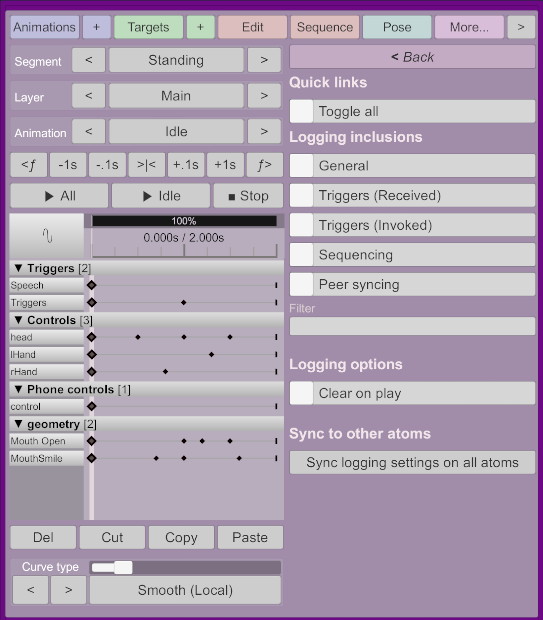 Animations + Targets + Edit Sequence Pose More... >
Segment < Standing >
Layer < Main >
Animation < Idle >
<ƒ -1s -.1s >|< +.1s +1s ƒ>
▶ All ▶ Idle ■ Stop
100%
0.000s / 2.000s
▼ Triggers [2]
Speech
Triggers
▼ Controls [3]
head
lHand
rHand
▼ Phone controls [1]
control
▼ geometry [2]
Mouth Open
MouthSmile
Del Cut Copy Paste
Curve type
< > Smooth (Local)
< Back
Quick links
Toggle all
Logging inclusions
General
Triggers (Received)
Triggers (Invoked)
Sequencing
Peer syncing
Filter
Logging options
Clear on play
Sync to other atoms
Sync logging settings on all atoms